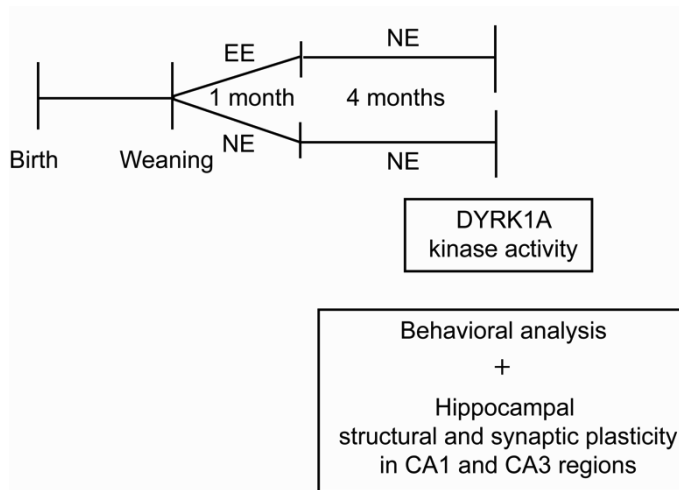 EE
NE
1 month
4 months
NE
NE
Birth
Weaning
DYRK1A
kinase activity
Behavioral analysis
+
Hippocampal
structural and synaptic plasticity
in CA1 and CA3 regions